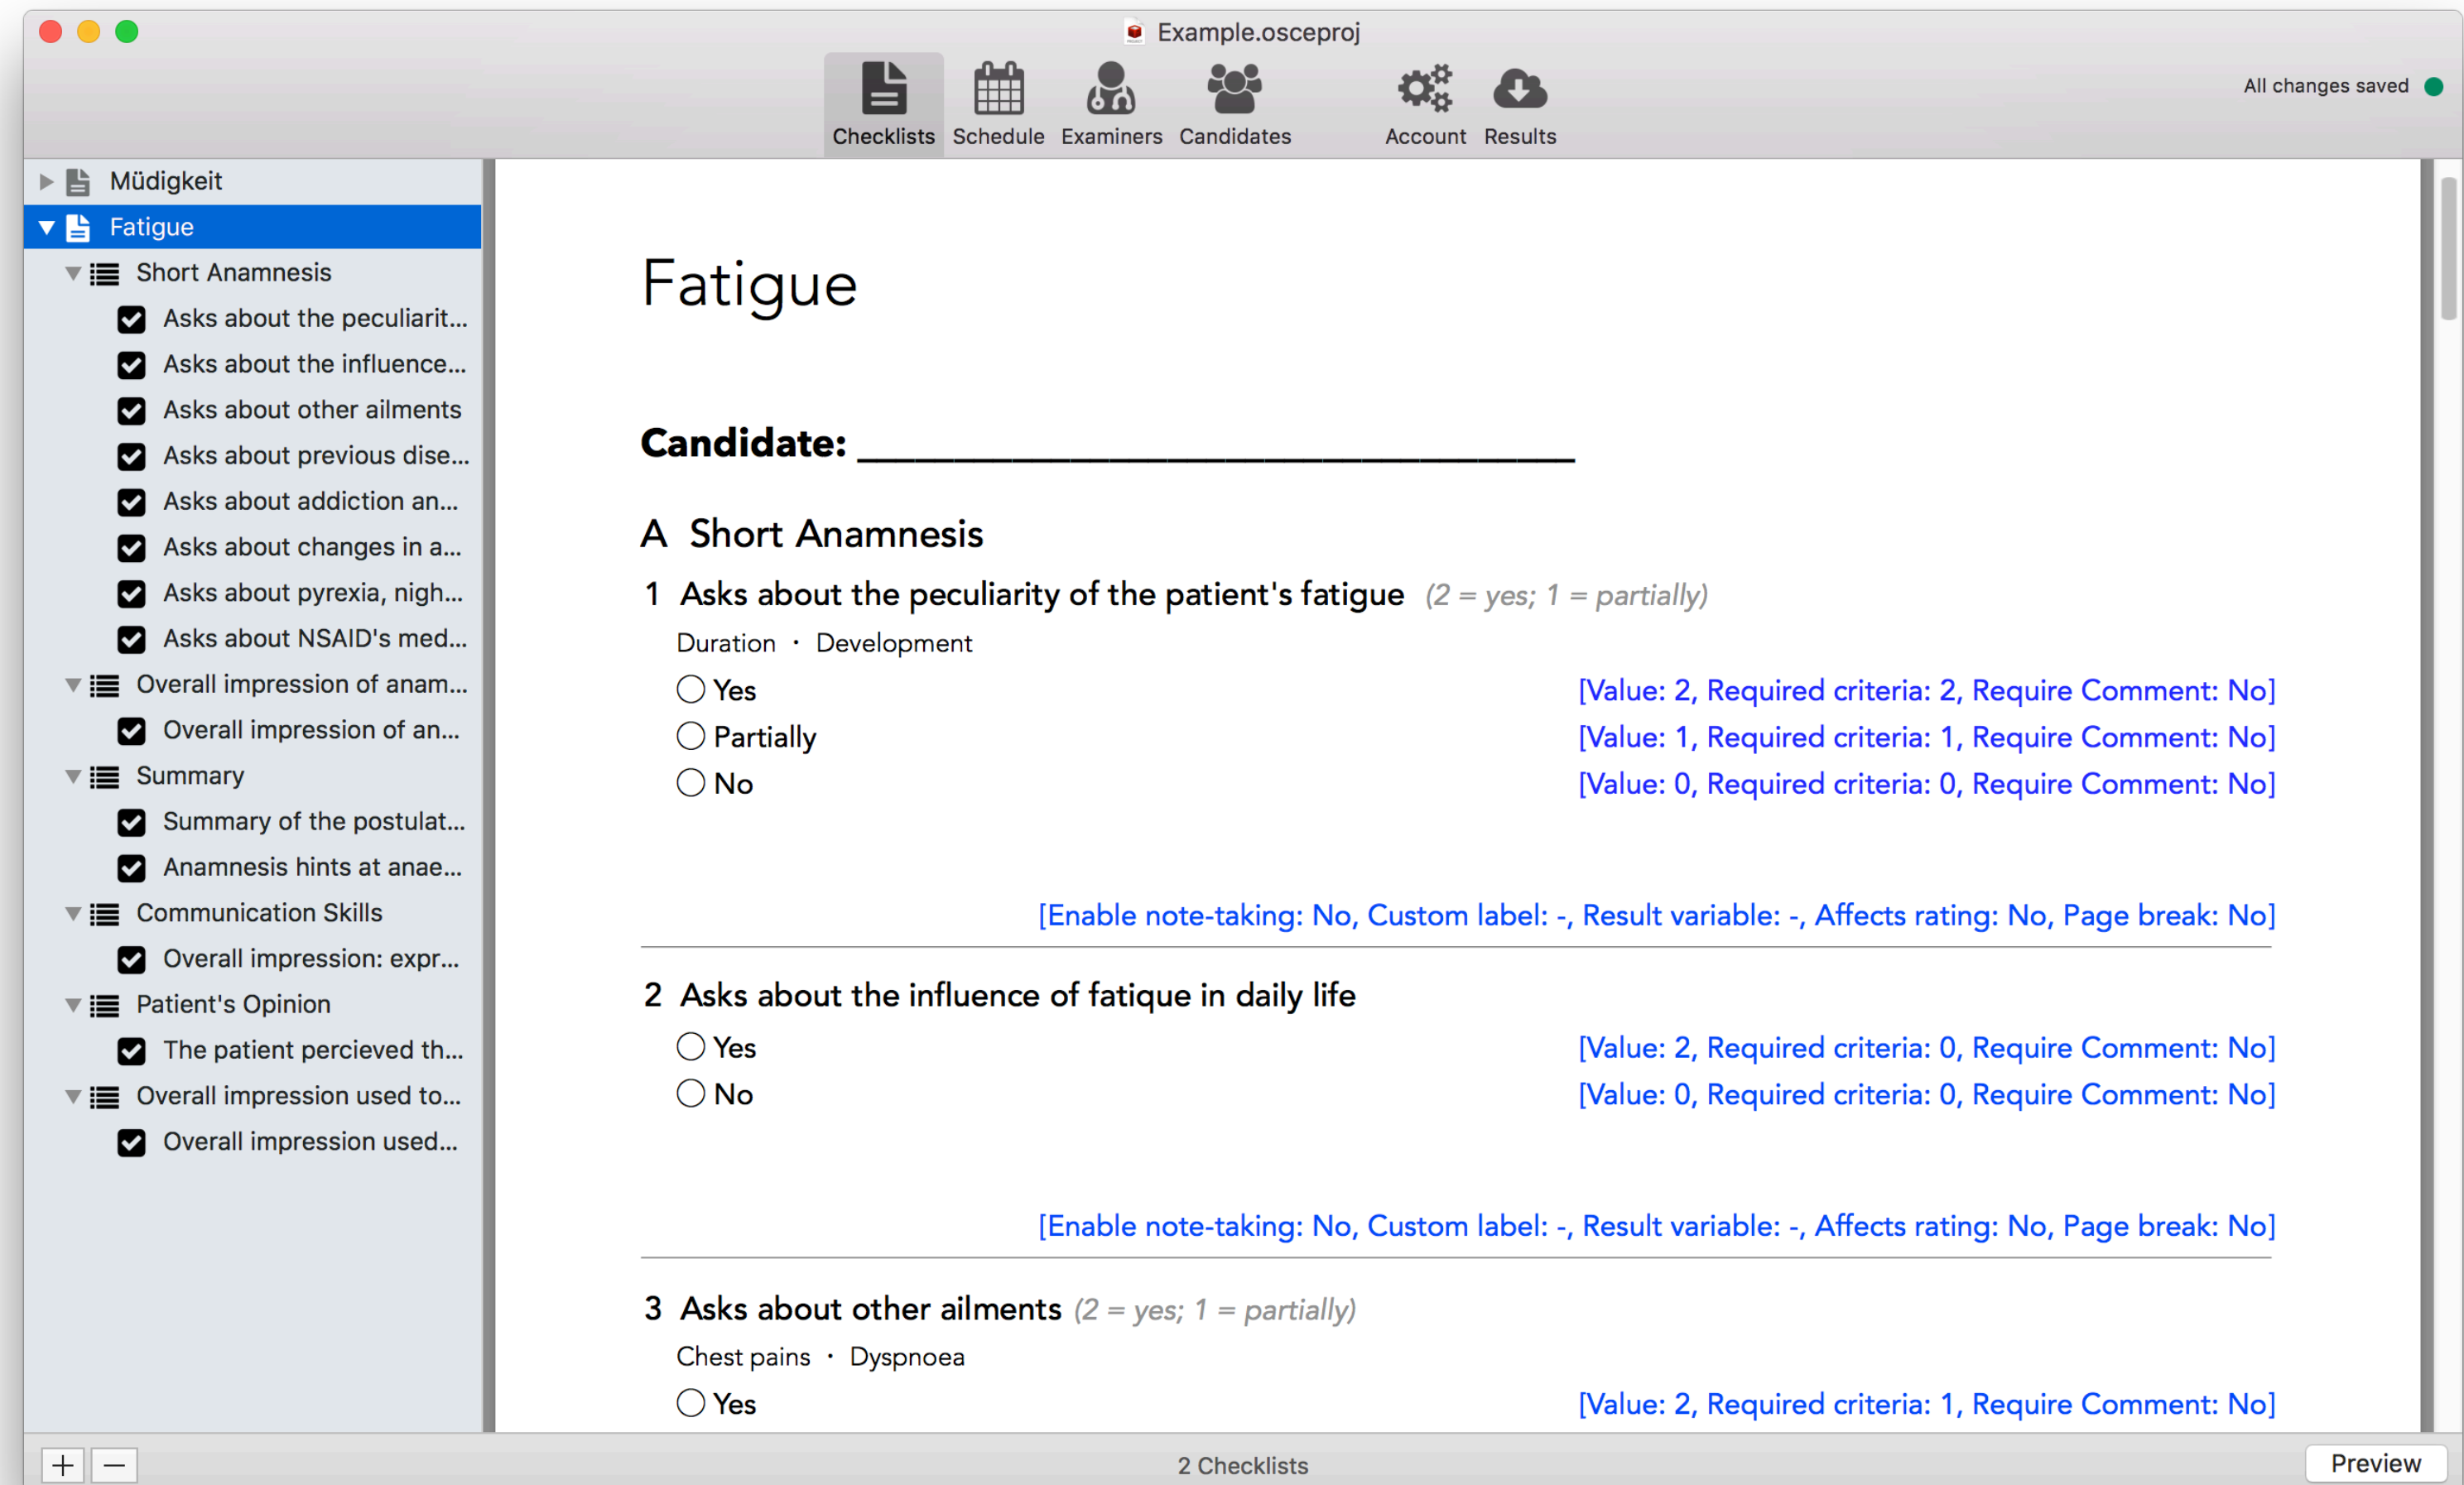 Example.osceproj
All changes saved
Checklists Schedule Examiners Candidates Account Results
Müdigkeit
Fatigue
Short Anamnesis
Asks about the peculiarit...
Asks about the influence...
Asks about other ailments
Asks about previous dise...
Asks about addiction an...
Asks about changes in a...
Asks about pyrexia, nigh...
Asks about NSAID's med...
Overall impression of anam...
Overall impression of an...
Summary
Summary of the postulat...
Anamnesis hints at anae...
Communication Skills
Overall impression: expr...
Patient's Opinion
The patient percieved th...
Overall impression used to...
Overall impression used...
Fatigue
Candidate: ____________________
A Short Anamnesis
1 Asks about the peculiarity of the patient's fatigue (2 = yes; 1 = partially)
Duration · Development
Yes [Value: 2, Required criteria: 2, Require Comment: No]
Partially [Value: 1, Required criteria: 1, Require Comment: No]
No [Value: 0, Required criteria: 0, Require Comment: No]
[Enable note-taking: No, Custom label: -, Result variable: -, Affects rating: No, Page break: No]
2 Asks about the influence of fatique in daily life
Yes [Value: 2, Required criteria: 0, Require Comment: No]
No [Value: 0, Required criteria: 0, Require Comment: No]
[Enable note-taking: No, Custom label: -, Result variable: -, Affects rating: No, Page break: No]
3 Asks about other ailments (2 = yes; 1 = partially)
Chest pains · Dyspnoea
Yes [Value: 2, Required criteria: 1, Require Comment: No]
2 Checklists
Preview